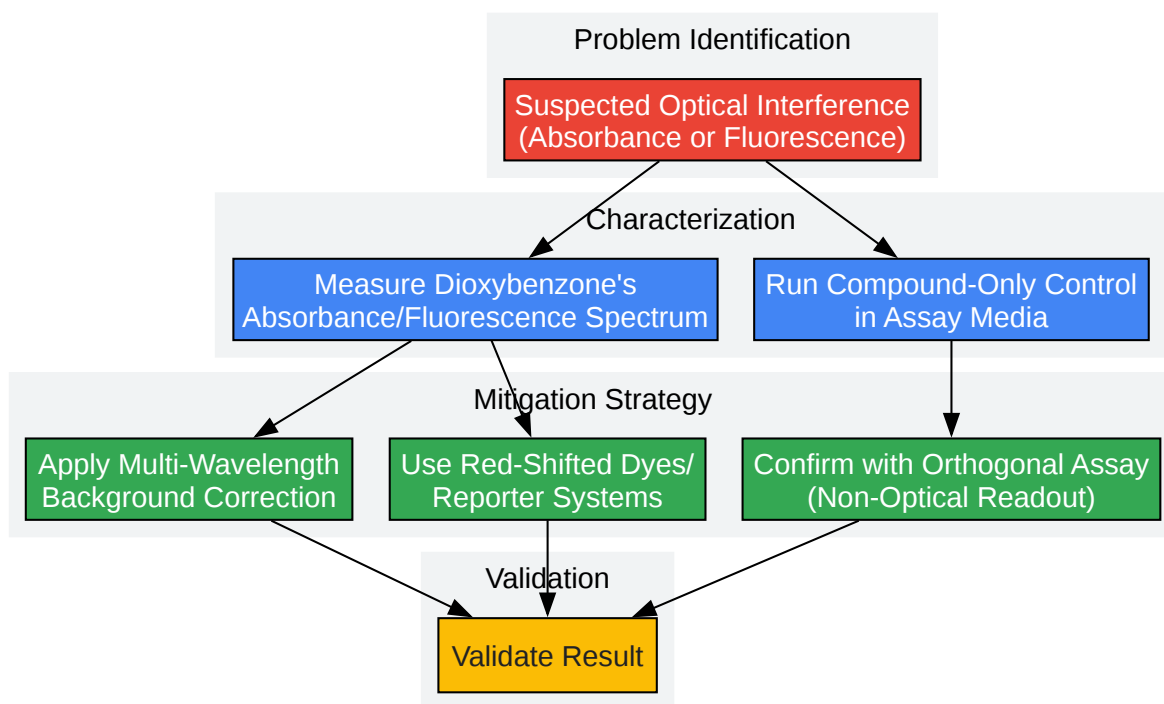 Problem Identification
Suspected Optical Interference
(Absorbance or Fluorescence)
Characterization
Measure Dioxybenzone's
Absorbance/Fluorescence Spectrum
Run Compound-Only Control
in Assay Media
Mitigation Strategy
Apply Multi-Wavelength
Background Correction
Use Red-Shifted Dyes/
Reporter Systems
Confirm with Orthogonal Assay
(Non-Optical Readout)
Validation
Validate Result